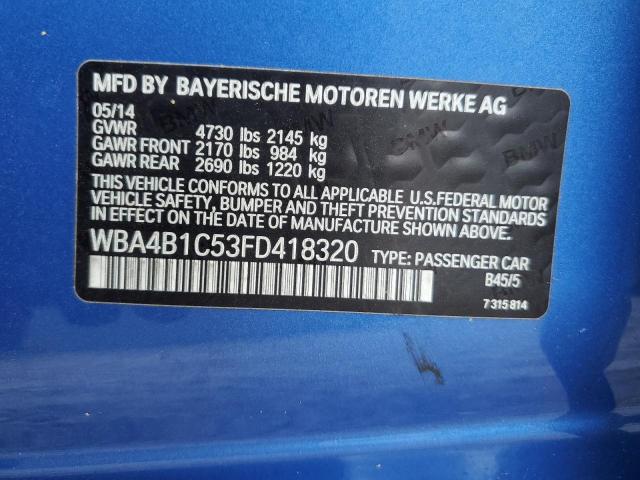 MFD BY BAYERISCHE MOTOREN WERKE AG
05/14
GVWR 4730 lbs 2145 kg
GAWR FRONT 2170 lbs 984 kg
GAWR REAR 2690 lbs 1220 kg
THIS VEHICLE CONFORMS TO ALL APPLICABLE U.S.FEDERAL MOTOR
VEHICLE SAFETY, BUMPER AND THEFT PREVENTION STANDARDS
IN EFFECT ON THE DATE OF MANUFACTURE SHOWN ABOVE.
WBA4B1C53FD418320 TYPE: PASSENGER CAR
B45/5
7 315 814
BMW
BMW
BMW